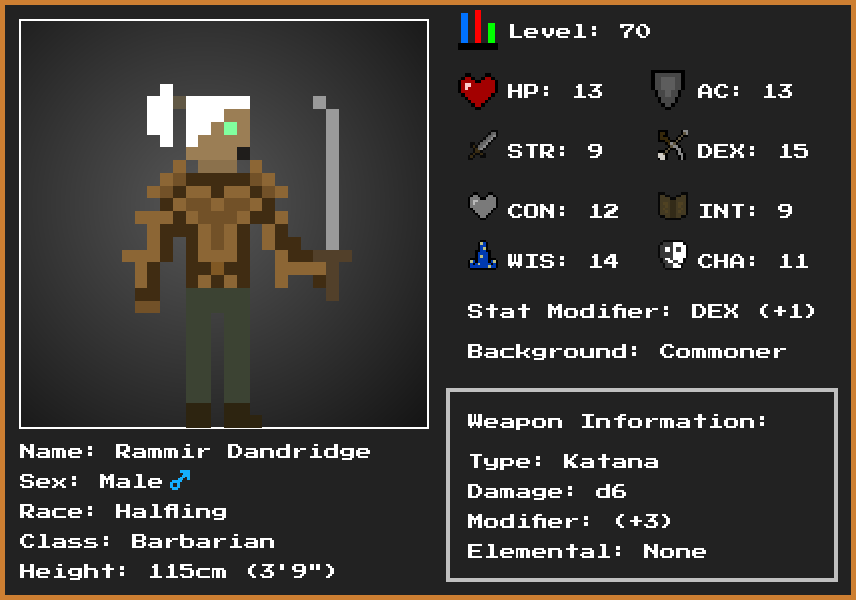 Level: 70
HP: 13
AC: 13
STR: 9
DEX: 15
CON: 12
INT: 9
WIS: 14
CHA: 11
Stat Modifier: DEX (+1)
Background: Commoner
Weapon Information:
Type: Katana
Damage: d6
Modifier: (+3)
Elemental: None
Name: Rammir Dandridge
Sex: Male ♂
Race: Halfling
Class: Barbarian
Height: 115cm (3'9")